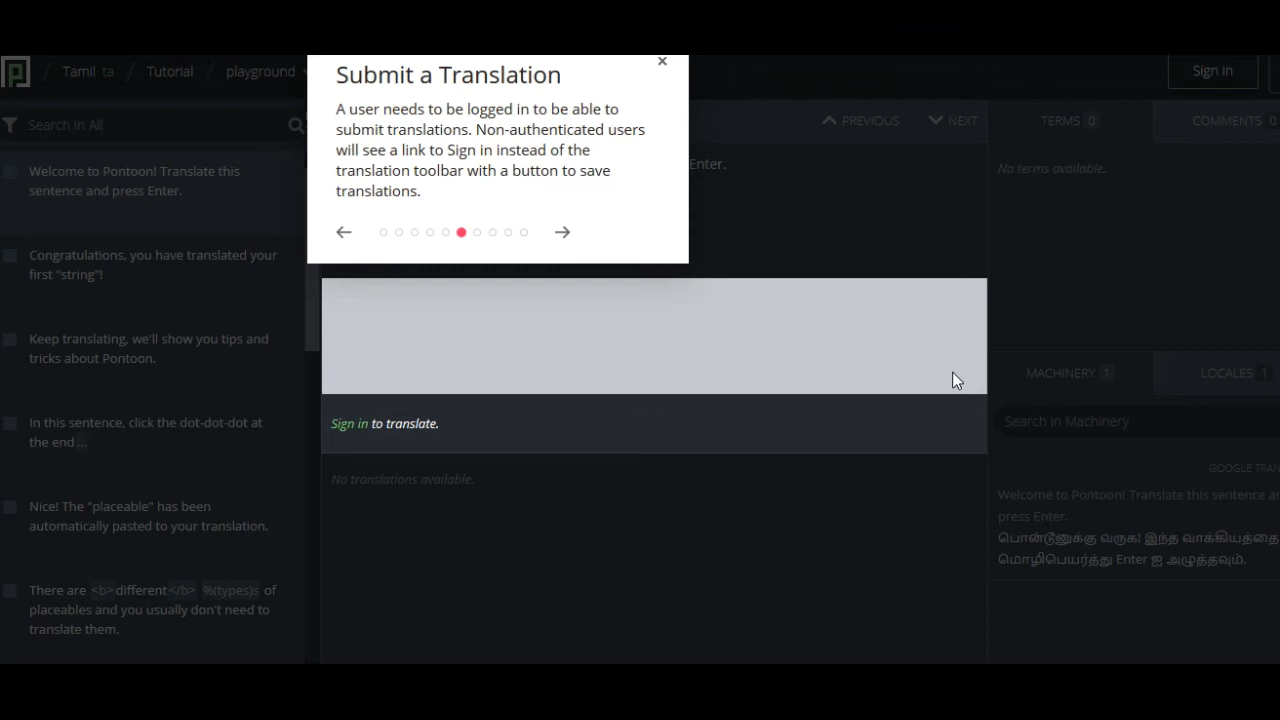 Tamil ta
Tutorial
playground
Sign in
Submit a Translation
A user needs to be logged in to be able to
submit translations. Non-authenticated users
will see a link to Sign in instead of the
translation toolbar with a button to save
translations.
Search in All
Welcome to Pontoon! Translate this
sentence and press Enter.
Congratulations, you have translated your
first "string"!
Keep translating, we'll show you tips and
tricks about Pontoon.
In this sentence, click the dot-dot-dot at
the end...
Nice! The "placeable" has been
automatically pasted to your translation.
There are <b>different</b> %(types)s of
placeables and you usually don't need to
translate them.
PREVIOUS
NEXT
Enter.
Sign in to translate.
No translations available.
TERMS 0
COMMENTS 0
No terms available.
MACHINERY 1
LOCALES 1
Search in Machinery
GOOGLE TRAN
Welcome to Pontoon! Translate this sentence an
press Enter.
பொன்டூனுக்கு வருக! இந்த வாக்கியத்தை
மொழிபெயர்த்து Enter ஐ அழுத்தவும்.